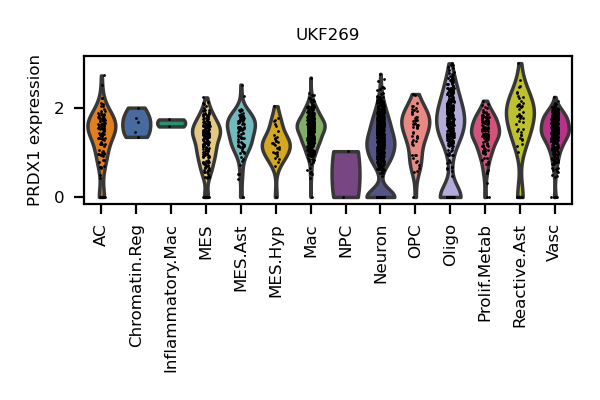 UKF269
PRDX1 expression
2
0
AC
Chromatin.Reg
Inflammatory.Mac
MES
MES.Ast
MES.Hyp
Mac
NPC
Neuron
OPC
Oligo
Prolif.Metab
Reactive.Ast
Vasc